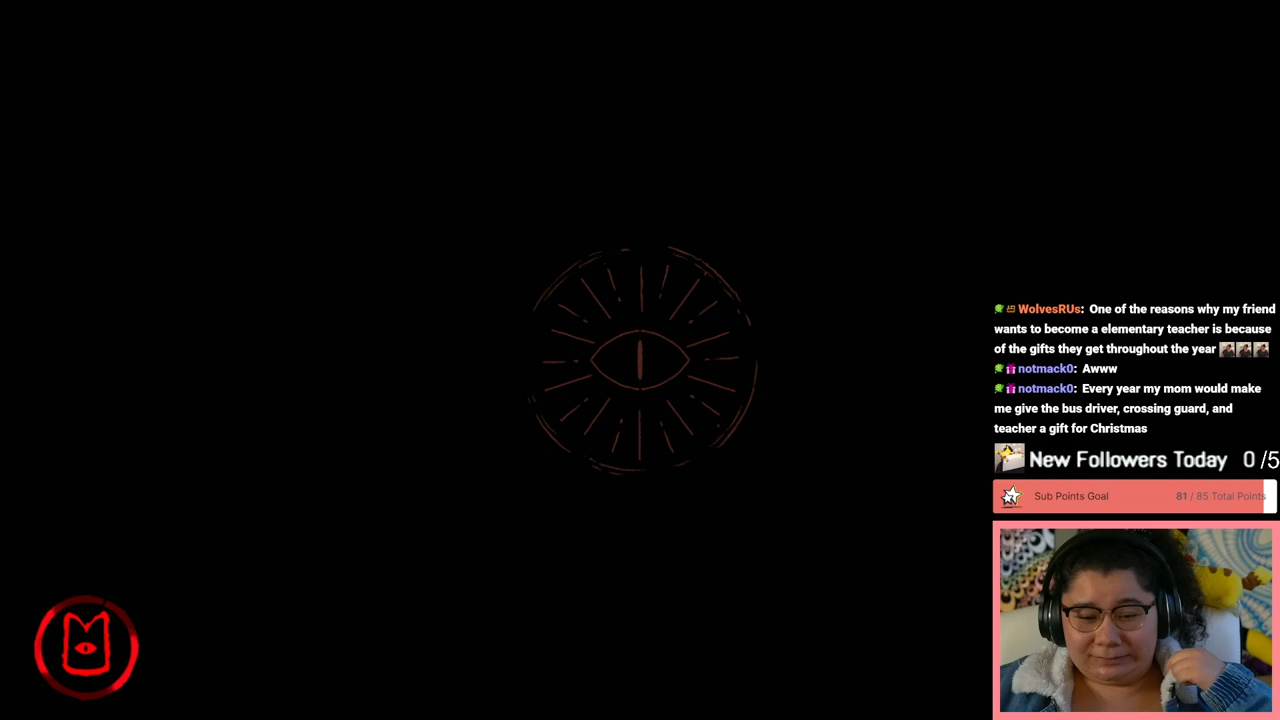 WolvesRUs: One of the reasons why my friend
wants to become a elementary teacher is because
of the gifts they get throughout the year
notmack0: Awww
notmack0: Every year my mom would make
me give the bus driver, crossing guard, and
teacher a gift for Christmas
New Followers Today 0 /5
Sub Points Goal 81 / 85 Total Points